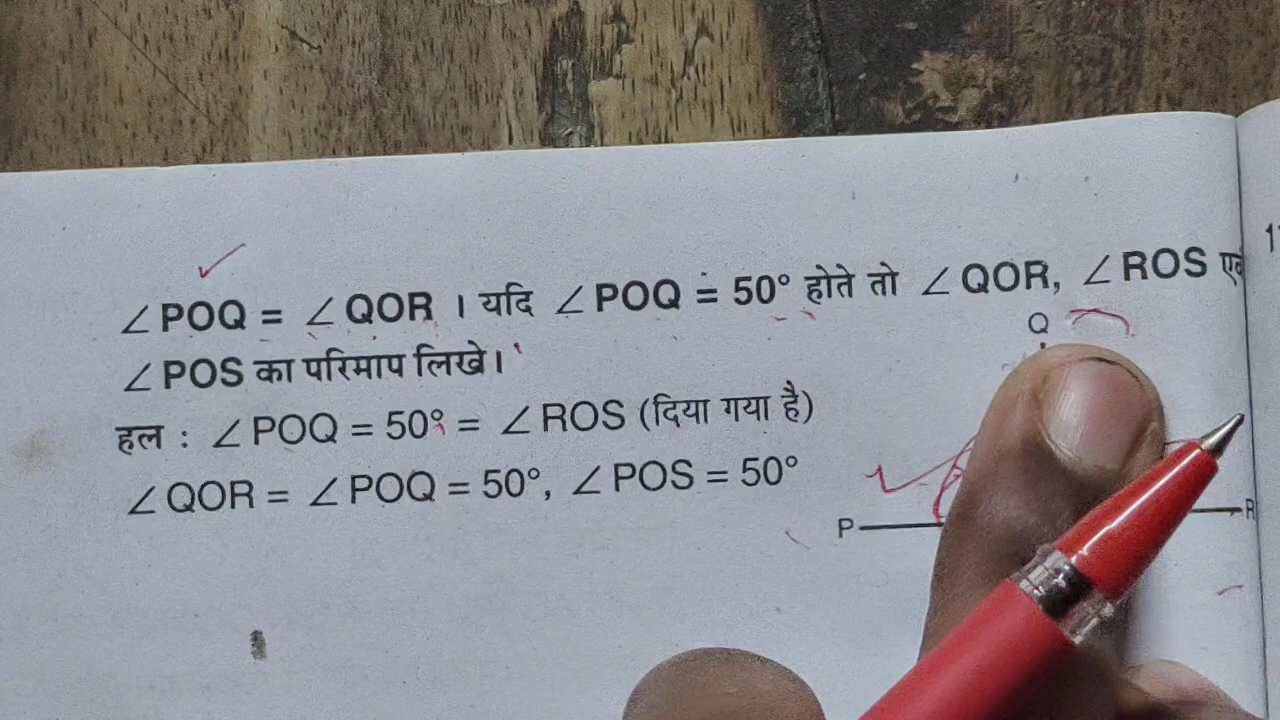 ∠POQ = ∠QOR । यदि ∠POQ = 50° होते तो ∠QOR, ∠ROS एवं
∠POS का परिमाप लिखे।
हल : ∠POQ = 50° = ∠ROS (दिया गया है)
∠QOR = ∠POQ = 50°, ∠POS = 50°
Q
P
R